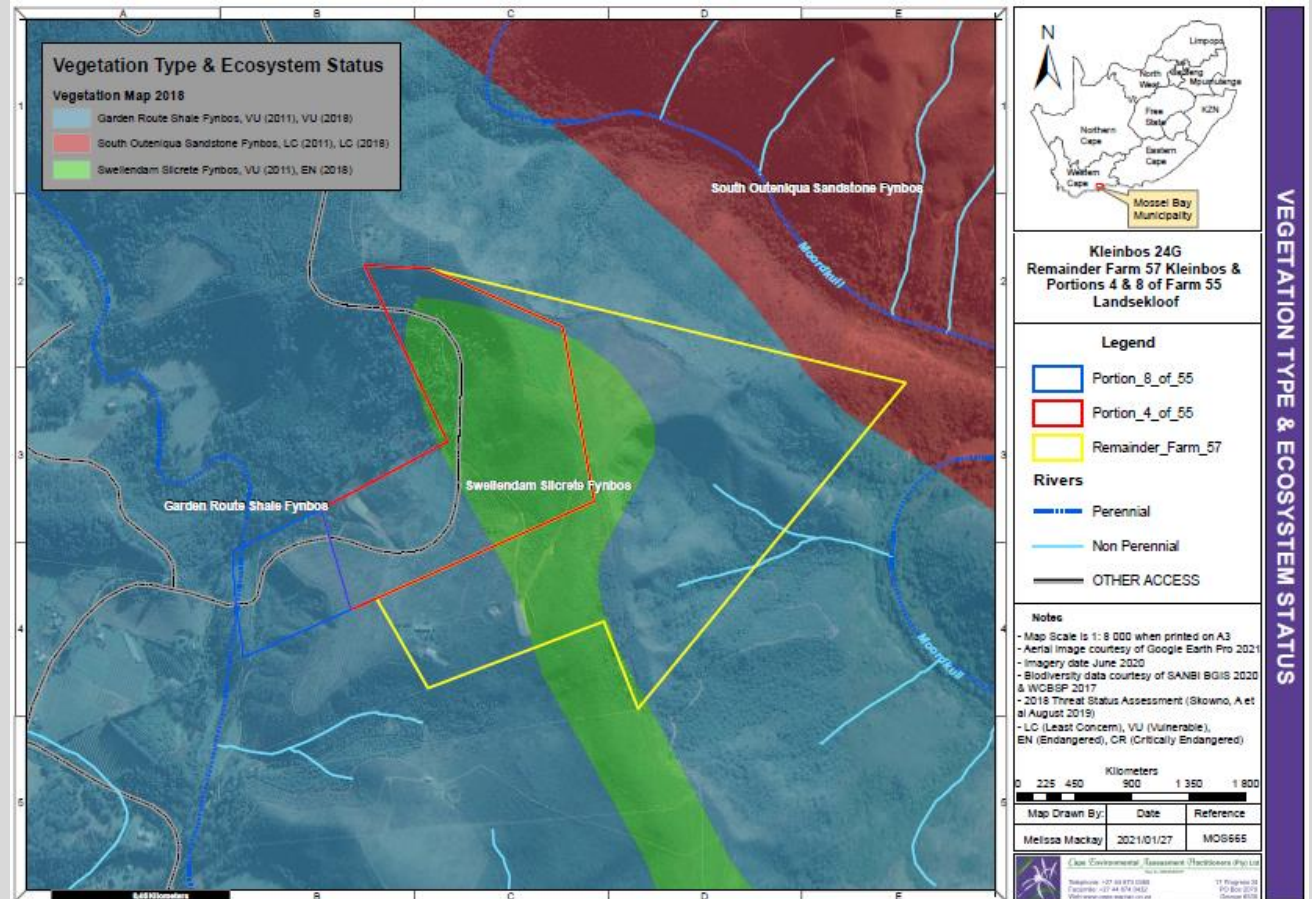 A B C D E
Vegetation Type & Ecosystem Status
Vegetation Map 2018
Garden Route Shale Fynbos, VU (2011), VU (2018)
South Outeniqua Sandstone Fynbos, LC (2011), LC (2018)
Swellendam Silcrete Fynbos, VU (2011), EN (2018)
1
1
South Outeniqua Sandstone Fynbos
Moordkuil
2
2
3
3
Swellendam Silcrete Fynbos
Garden Route Shale Fynbos
4
4
Moordkuil
5
5
B C D E
N
Limpopo
North
West
Gauteng
Mpumulanga
Free
State
KZN
Northern
Cape
Eastern
Cape
Western
Cape
Mossel Bay
Municipality
Kleinbos 24G
Remainder Farm 57 Kleinbos &
Portions 4 & 8 of Farm 55
Landsekloof
Legend
Portion_8_of_55
Portion_4_of_55
Remainder_Farm_57
Rivers
Perennial
Non Perennial
OTHER ACCESS
Notes
- Map Scale is 1: 8 000 when printed on A3
- Aerial image courtesy of Google Earth Pro 2021
- Imagery date June 2020
- Biodiversity data courtesy of SANBI BGIS 2020
& WCBSP 2017
- 2018 Threat Status Assessment (Skowno, A et
al August 2019)
- LC (Least Concern), VU (Vulnerable),
EN (Endangered), CR (Critically Endangered)
Kilometers
0 225 450 900 1 350 1 800
Map Drawn By: Date Reference
Melissa Mackay 2021/01/27 MOS665
Cape Environmental Assessment Practitioners (Pty) Ltd
VEGETATION TYPE & ECOSYSTEM STATUS